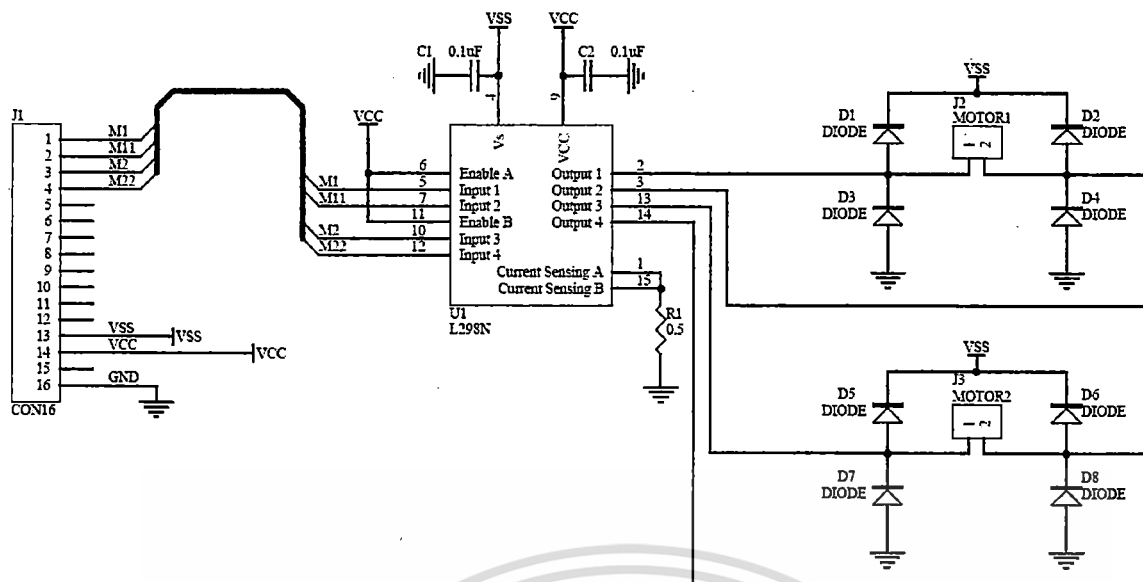 VSS
VCC
C1
0.1uF
C2
0.1uF
J1
1
M1
2
M11
3
M2
4
M22
5
6
7
8
9
10
11
12
13
VSS
VSS
14
VCC
VCC
15
16
GND
CON16
VCC
4
9
Vs
VCC
6
Enable A
M1
5
Input 1
M11
7
Input 2
11
Enable B
M2
10
Input 3
M22
12
Input 4
Output 1
2
Output 2
3
Output 3
13
Output 4
14
Current Sensing A
1
Current Sensing B
15
U1
L298N
R1
0.5
VSS
J2
MOTOR1
1
2
D1
DIODE
D2
DIODE
D3
DIODE
D4
DIODE
VSS
J3
MOTOR2
1
2
D5
DIODE
D6
DIODE
D7
DIODE
D8
DIODE